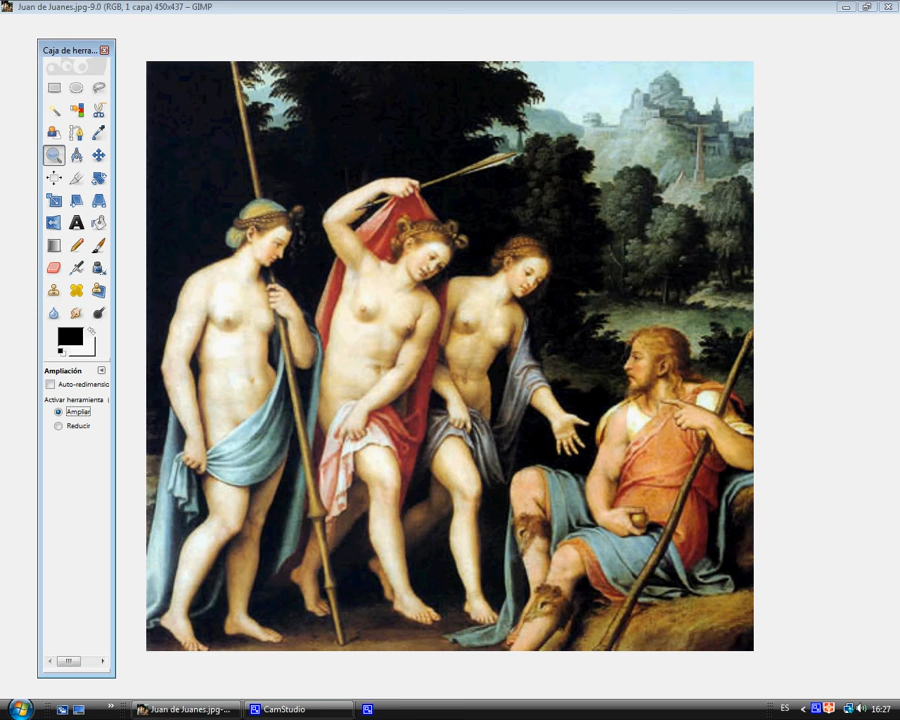 Juan de Juanes.jpg-9.0 (RGB, 1 capa) 450x437 – GIMP
Caja de herra...
Ampliación
Auto-redimensio
Activar herramienta (
Ampliar
Reducir
Juan de Juanes.jpg-...
CamStudio
ES
16:27